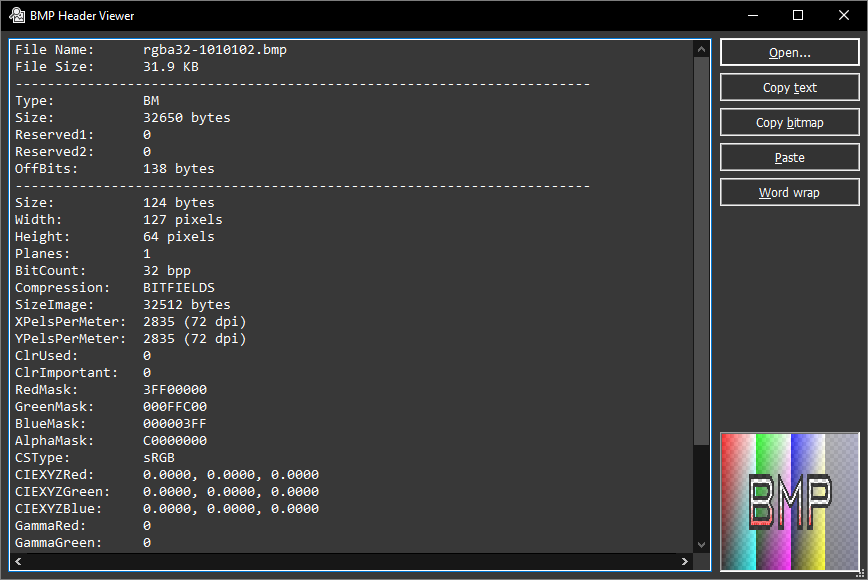 BMP Header Viewer
File Name: rgba32-1010102.bmp
File Size: 31.9 KB
------------------------------------------------------------------------
Type: BM
Size: 32650 bytes
Reserved1: 0
Reserved2: 0
OffBits: 138 bytes
------------------------------------------------------------------------
Size: 124 bytes
Width: 127 pixels
Height: 64 pixels
Planes: 1
BitCount: 32 bpp
Compression: BITFIELDS
SizeImage: 32512 bytes
XPelsPerMeter: 2835 (72 dpi)
YPelsPerMeter: 2835 (72 dpi)
ClrUsed: 0
ClrImportant: 0
RedMask: 3FF00000
GreenMask: 000FFC00
BlueMask: 000003FF
AlphaMask: C0000000
CSType: sRGB
CIEXYZRed: 0.0000, 0.0000, 0.0000
CIEXYZGreen: 0.0000, 0.0000, 0.0000
CIEXYZBlue: 0.0000, 0.0000, 0.0000
GammaRed: 0
GammaGreen: 0
Open...
Copy text
Copy bitmap
Paste
Word wrap
BMP